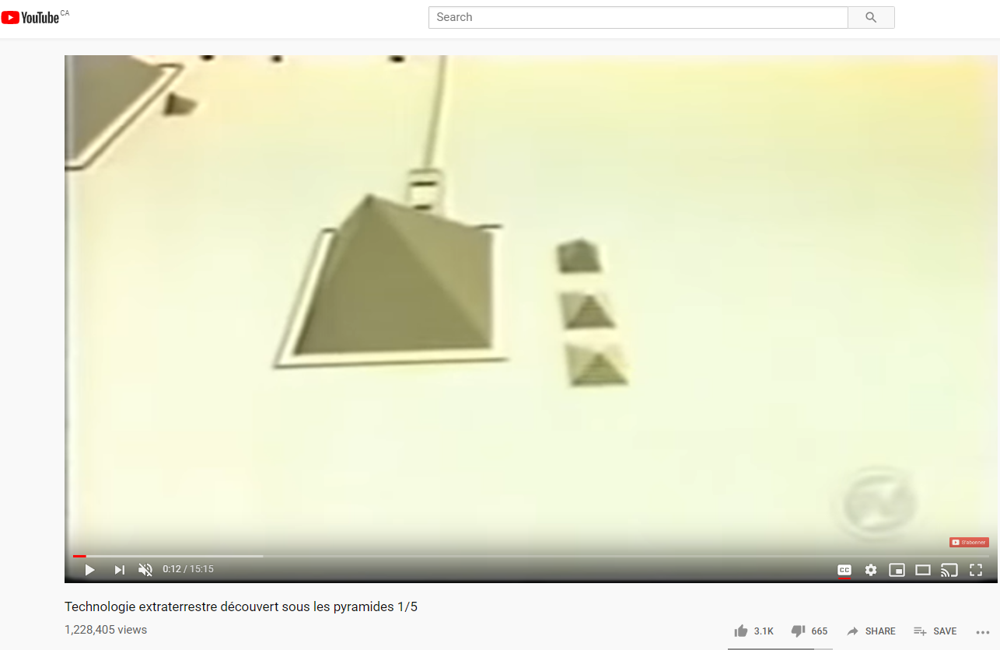 YouTube CA
Search
S'abonner
0:12 / 15:15
CC
Technologie extraterrestre découvert sous les pyramides 1/5
1,228,405 views
3.1K 665 SHARE SAVE